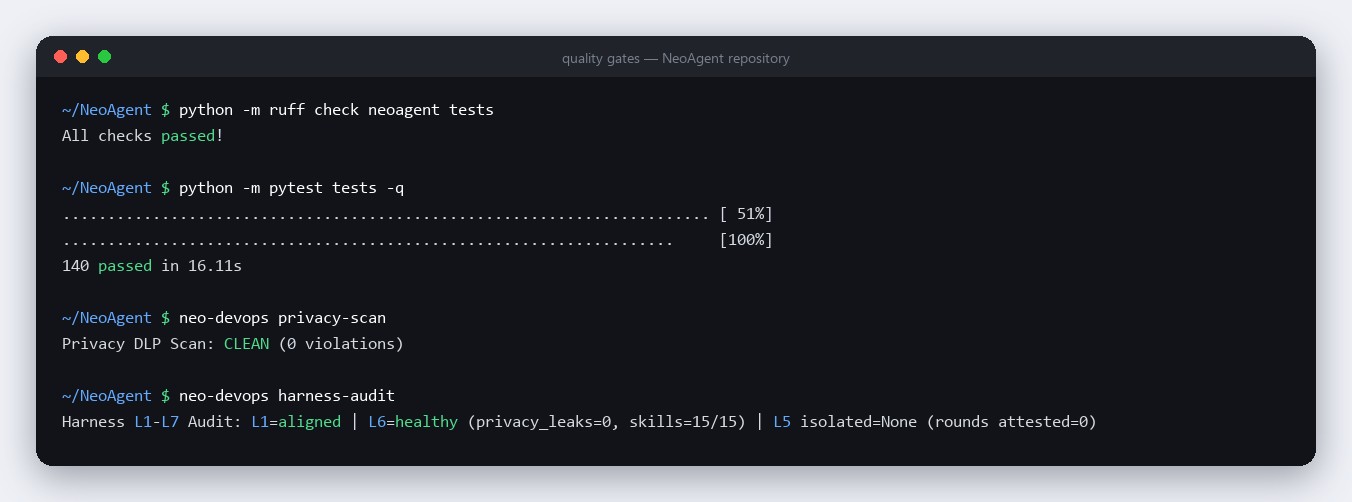 quality gates — NeoAgent repository
~/NeoAgent $ python -m ruff check neoagent tests
All checks passed!
~/NeoAgent $ python -m pytest tests -q
........................................................................ [ 51%]
....................................................................     [100%]
140 passed in 16.11s
~/NeoAgent $ neo-devops privacy-scan
Privacy DLP Scan: CLEAN (0 violations)
~/NeoAgent $ neo-devops harness-audit
Harness L1-L7 Audit: L1=aligned | L6=healthy (privacy_leaks=0, skills=15/15) | L5 isolated=None (rounds attested=0)